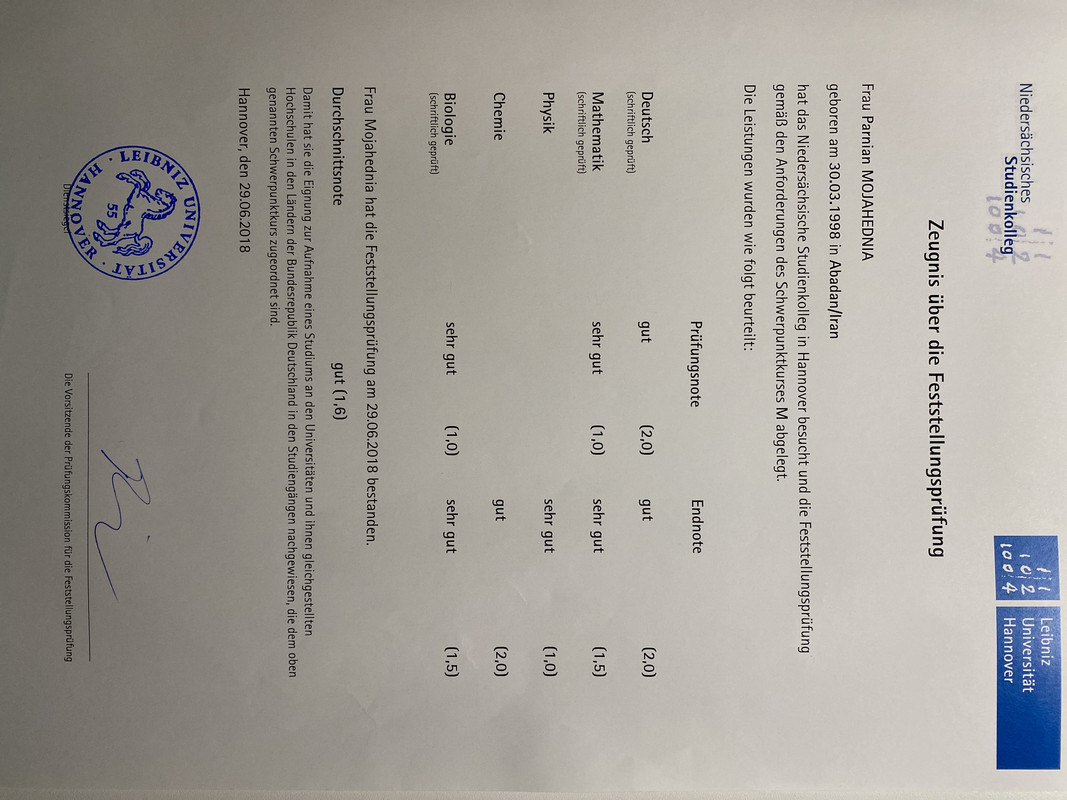 Niedersächsisches
Studienkolleg
Leibniz
Universität
Hannover
Zeugnis über die Feststellungsprüfung
Frau Parnian MOJAHEDNIA
geboren am 30.03.1998 in Abadan/Iran
hat das Niedersächsische Studienkolleg in Hannover besucht und die Feststellungsprüfung
gemäß den Anforderungen des Schwerpunktkurses M abgelegt.
Die Leistungen wurden wie folgt beurteilt:
Prüfungsnote Endnote
Deutsch gut (2,0) gut (2,0)
(schriftlich geprüft)
Mathematik sehr gut (1,0) sehr gut (1,5)
(schriftlich geprüft)
Physik sehr gut (1,0)
Chemie gut (2,0)
Biologie sehr gut (1,0) sehr gut (1,5)
(schriftlich geprüft)
Frau Mojahednia hat die Feststellungsprüfung am 29.06.2018 bestanden.
Durchschnittsnote gut (1,6)
Damit hat sie die Eignung zur Aufnahme eines Studiums an den Universitäten und ihnen gleichgestellten
Hochschulen in den Ländern der Bundesrepublik Deutschland in den Studiengängen nachgewiesen, die dem oben
genannten Schwerpunktkurs zugeordnet sind.
Hannover, den 29.06.2018
LEIBNIZ UNIVERSITÄT HANNOVER
55
Dienstsiegel
Die Vorsitzende der Prüfungskommission für die Feststellungsprüfung